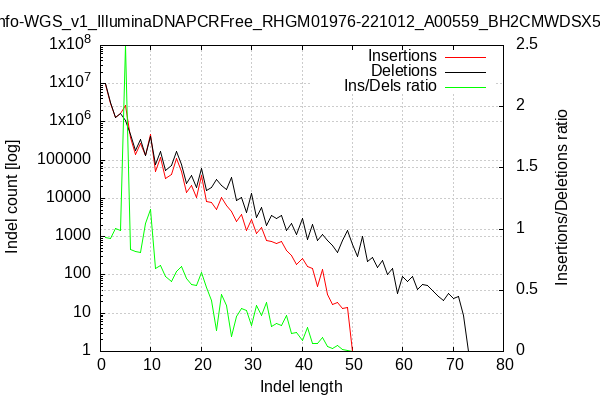 nfo-WGS_v1_IlluminaDNAPCRFree_RHGM01976-221012_A00559_BH2CMWDSX5
Insertions
Deletions
Ins/Dels ratio
1x10^8
1x10^7
1x10^6
100000
10000
1000
100
10
1
2.5
2
1.5
1
0.5
0
0 10 20 30 40 50 60 70 80
Indel count [log]
Insertions/Deletions ratio
Indel length